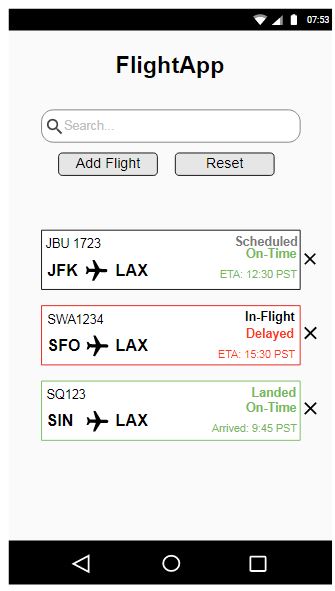 07:53
FlightApp
Search...
Add Flight
Reset
JBU 1723
Scheduled
On-Time
JFK LAX
ETA: 12:30 PST
SWA1234
In-Flight
Delayed
SFO LAX
ETA: 15:30 PST
SQ123
Landed
On-Time
SIN LAX
Arrived: 9:45 PST